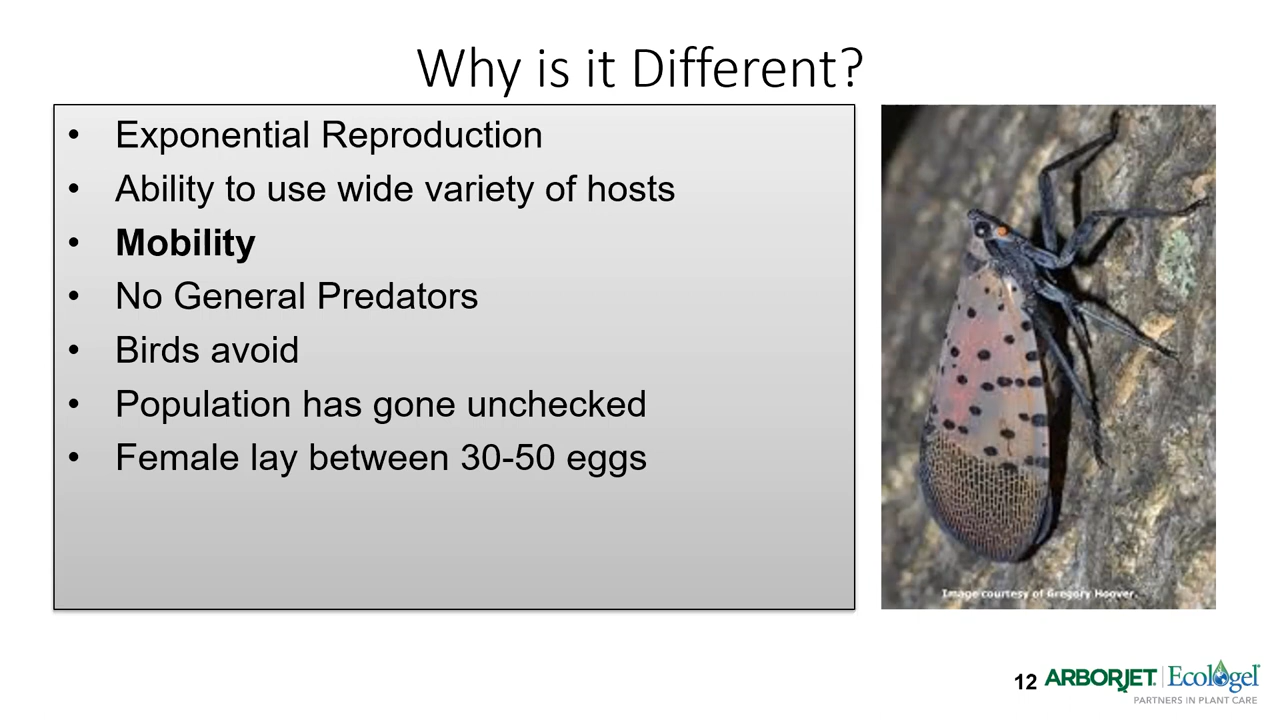 Why is it Different?
• Exponential Reproduction
• Ability to use wide variety of hosts
• Mobility
• No General Predators
• Birds avoid
• Population has gone unchecked
• Female lay between 30-50 eggs
Image courtesy of Gregory Hoover.
12 ARBORJET | Ecologel
PARTNERS IN PLANT CARE